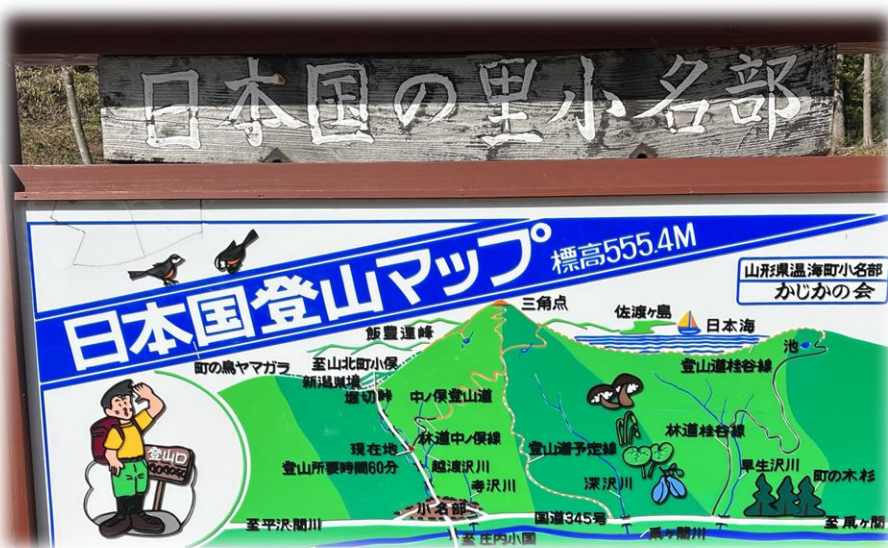 日本国の里小名部
日本国登山マップ 標高555.4M
山形県温海町小名部
かじかの会
三角点
佐渡ヶ島
日本海
飯豊連峰
池
町の鳥ヤマガラ
至山北町小俣
新潟県境
堀切峠
中ノ俣登山道
登山道桂谷線
現在地
林道中ノ俣線
登山道予定線
林道桂谷線
登山所要時間60分
越渡沢川
早生沢川
登山口
孝沢川
深沢川
町の木杉
小名部
至平沢・関川
国道345号
鼠ヶ関川
至鼠ヶ関
至庄内小国